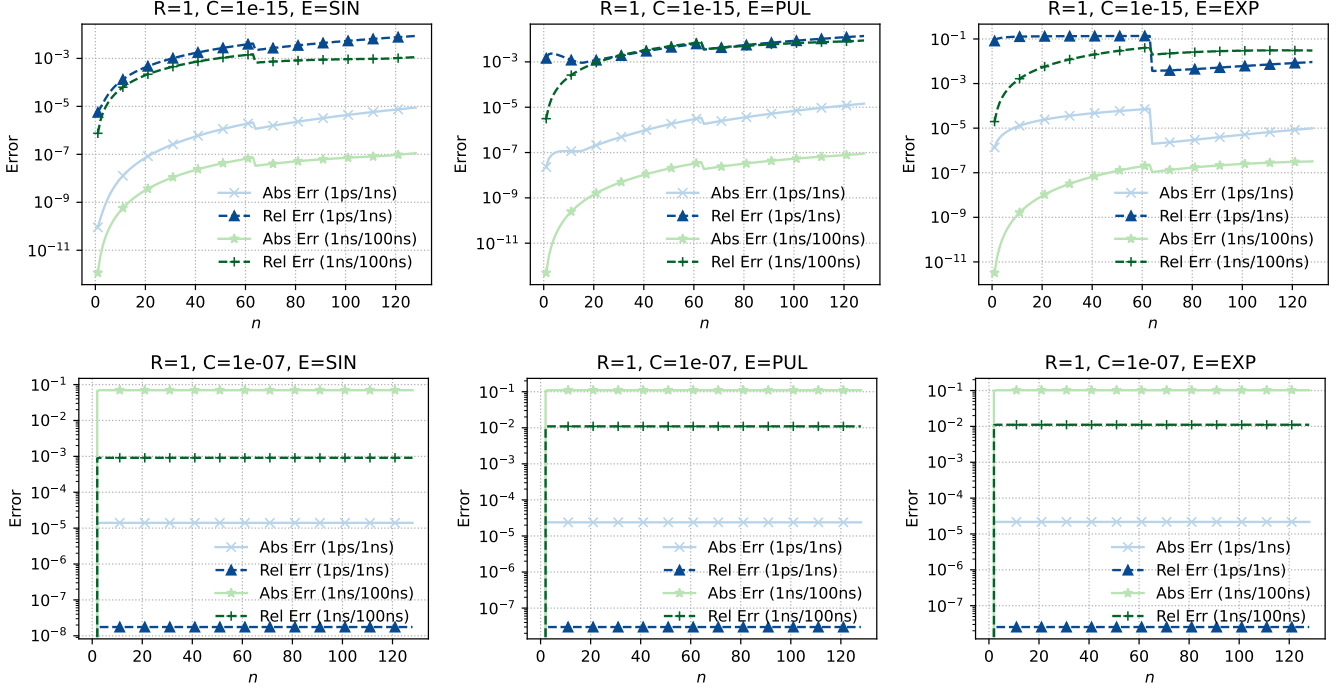 R=1, C=1e-15, E=SIN
Error
10⁻³
10⁻⁵
10⁻⁷
10⁻⁹
10⁻¹¹
Abs Err (1ps/1ns)
Rel Err (1ps/1ns)
Abs Err (1ns/100ns)
Rel Err (1ns/100ns)
0 20 40 60 80 100 120
n
R=1, C=1e-15, E=PUL
Error
10⁻³
10⁻⁵
10⁻⁷
10⁻⁹
10⁻¹¹
Abs Err (1ps/1ns)
Rel Err (1ps/1ns)
Abs Err (1ns/100ns)
Rel Err (1ns/100ns)
0 20 40 60 80 100 120
n
R=1, C=1e-15, E=EXP
Error
10⁻¹
10⁻³
10⁻⁵
10⁻⁷
10⁻⁹
10⁻¹¹
Abs Err (1ps/1ns)
Rel Err (1ps/1ns)
Abs Err (1ns/100ns)
Rel Err (1ns/100ns)
0 20 40 60 80 100 120
n
R=1, C=1e-07, E=SIN
Error
10⁻¹
10⁻²
10⁻³
10⁻⁴
10⁻⁵
10⁻⁶
10⁻⁷
10⁻⁸
Abs Err (1ps/1ns)
Rel Err (1ps/1ns)
Abs Err (1ns/100ns)
Rel Err (1ns/100ns)
0 20 40 60 80 100 120
n
R=1, C=1e-07, E=PUL
Error
10⁻¹
10⁻²
10⁻³
10⁻⁴
10⁻⁵
10⁻⁶
10⁻⁷
Abs Err (1ps/1ns)
Rel Err (1ps/1ns)
Abs Err (1ns/100ns)
Rel Err (1ns/100ns)
0 20 40 60 80 100 120
n
R=1, C=1e-07, E=EXP
Error
10⁻¹
10⁻²
10⁻³
10⁻⁴
10⁻⁵
10⁻⁶
10⁻⁷
Abs Err (1ps/1ns)
Rel Err (1ps/1ns)
Abs Err (1ns/100ns)
Rel Err (1ns/100ns)
0 20 40 60 80 100 120
n